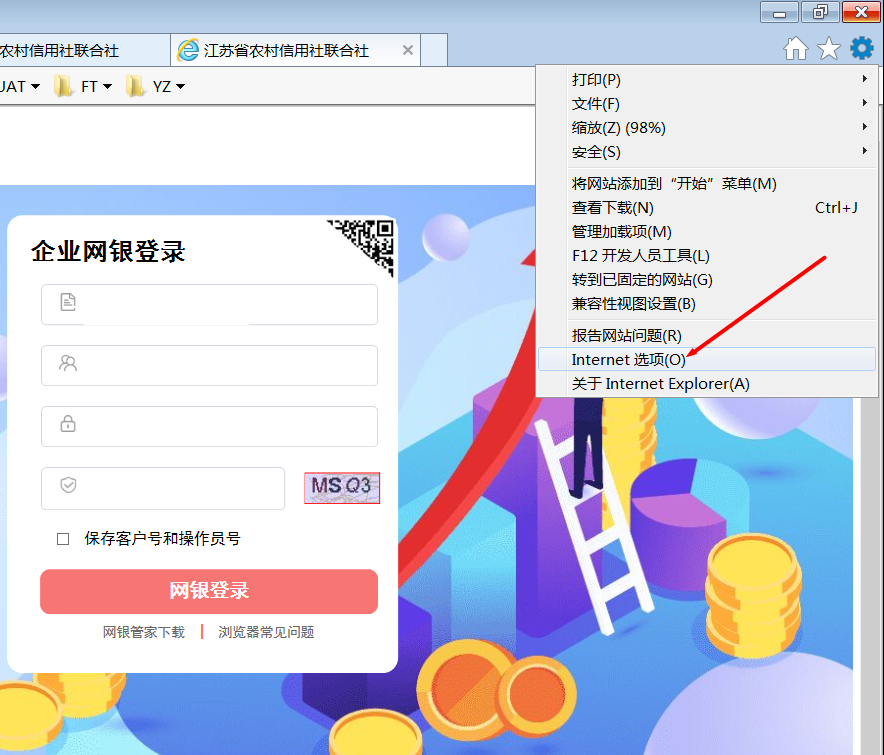 农村信用社联合社
江苏省农村信用社联合社
UAT
FT
YZ
打印(P)
文件(F)
缩放(Z) (98%)
安全(S)
将网站添加到“开始”菜单(M)
查看下载(N) Ctrl+J
管理加载项(M)
F12 开发人员工具(L)
转到已固定的网站(G)
兼容性视图设置(B)
报告网站问题(R)
Internet 选项(O)
关于 Internet Explorer(A)
企业网银登录
MSQ3
保存客户号和操作员号
网银登录
网银管家下载 | 浏览器常见问题